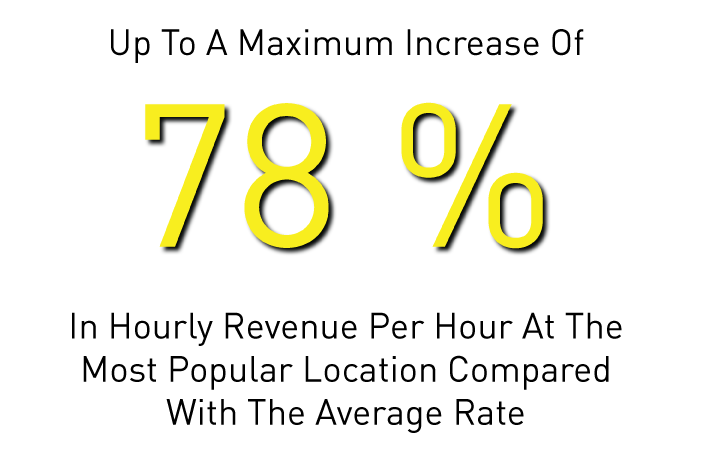 Up To A Maximum Increase Of
78 %
In Hourly Revenue Per Hour At The
Most Popular Location Compared
With The Average Rate